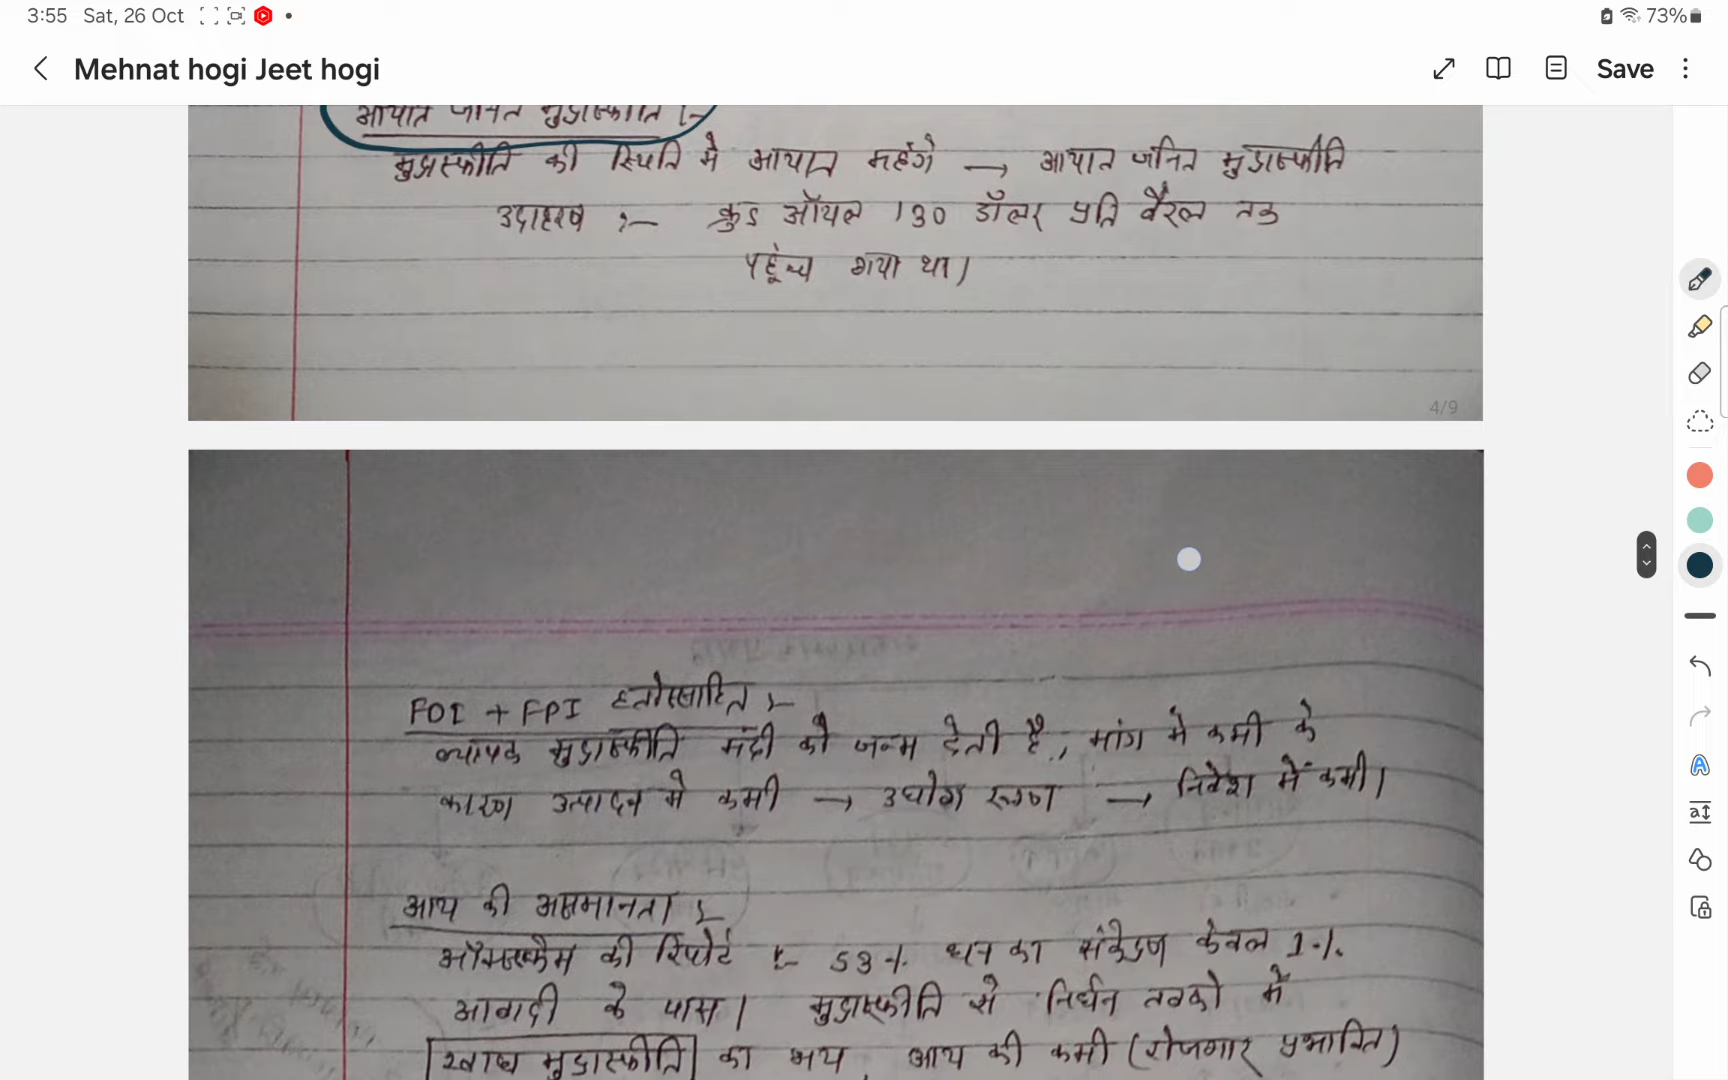 3:55 Sat, 26 Oct
73%
Mehnat hogi Jeet hogi
Save
आयात जनित मुद्रास्फीति :-
मुद्रास्फीति की स्थिति मे आयात महंगे → आयात जनित मुद्रास्फीति
उदाहरण :- क्रुड ऑयल 130 डॉलर प्रति बैरल तक
पहुंच गया था।
4/9
FDI + FPI हतोत्साहित :-
व्यापक मुद्रास्फीति मंदी को जन्म देती है, मांग मे कमी के
कारण उत्पादन मे कमी → उद्योग रूग्ण → निवेश में कमी।
आय की असमानता :-
ऑक्सफैम की रिपोर्ट :- 53% धन का संकेंद्रण केवल 1%
आबादी के पास। मुद्रास्फीति से निर्धन तबको में
खाद्य मुद्रास्फीति का भय, आय की कमी (रोजगार प्रभावित)